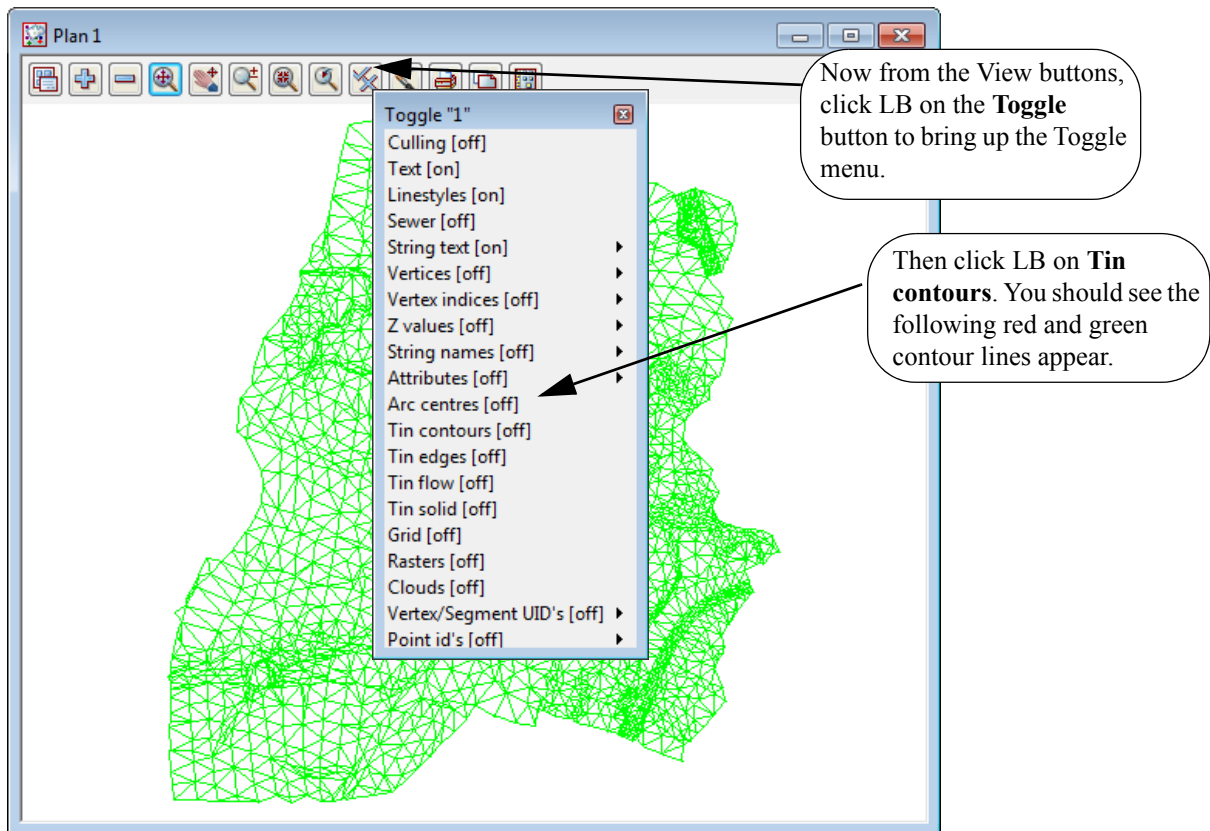 Plan 1
Now from the View buttons,
click LB on the Toggle
button to bring up the Toggle
menu.
Toggle "1"
Culling [off]
Text [on]
Linestyles [on]
Sewer [off]
String text [on]
Vertices [off]
Vertex indices [off]
Z values [off]
String names [off]
Attributes [off]
Arc centres [off]
Tin contours [off]
Tin edges [off]
Tin flow [off]
Tin solid [off]
Grid [off]
Rasters [off]
Clouds [off]
Vertex/Segment UID's [off]
Point id's [off]
Then click LB on Tin
contours. You should see the
following red and green
contour lines appear.